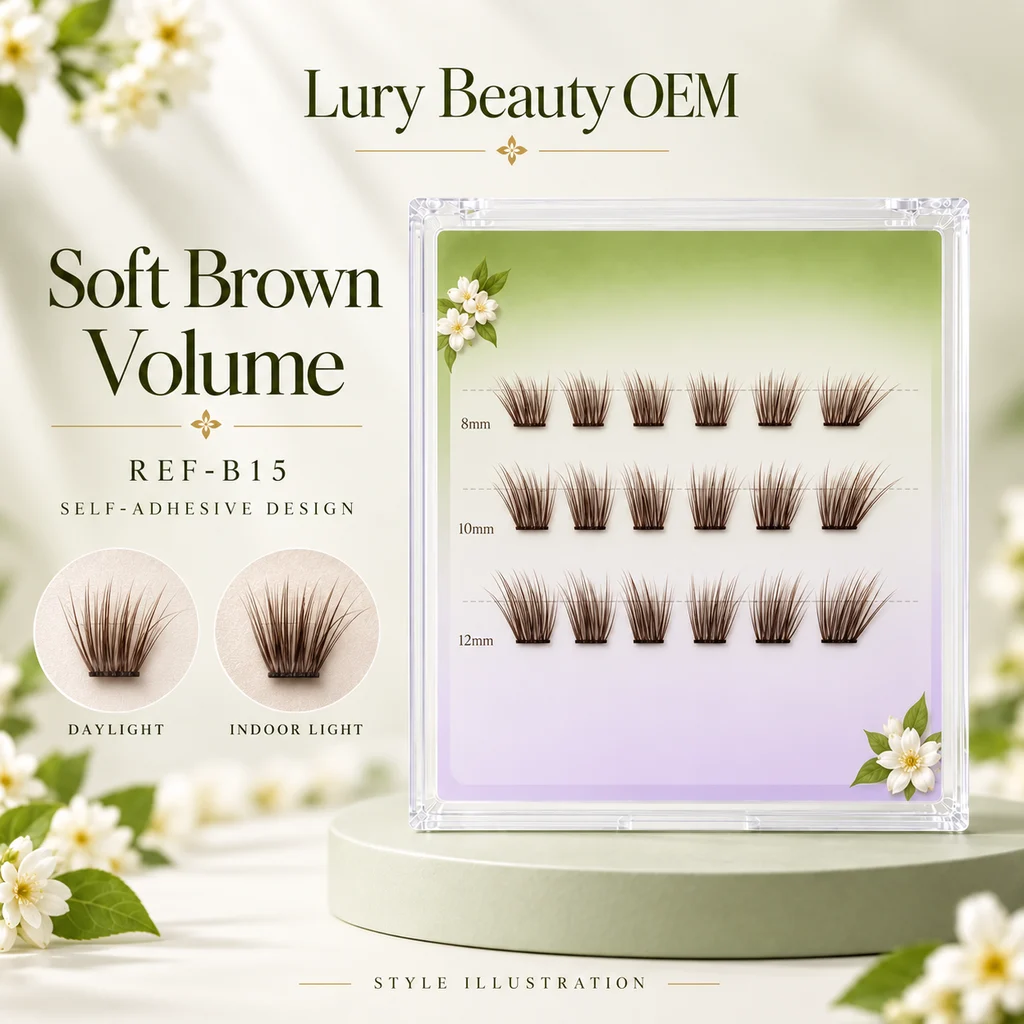 Lury Beauty OEM
Soft Brown
Volume
REF-B15
SELF-ADHESIVE DESIGN
DAYLIGHT
INDOOR LIGHT
8mm
10mm
12mm
STYLE ILLUSTRATION